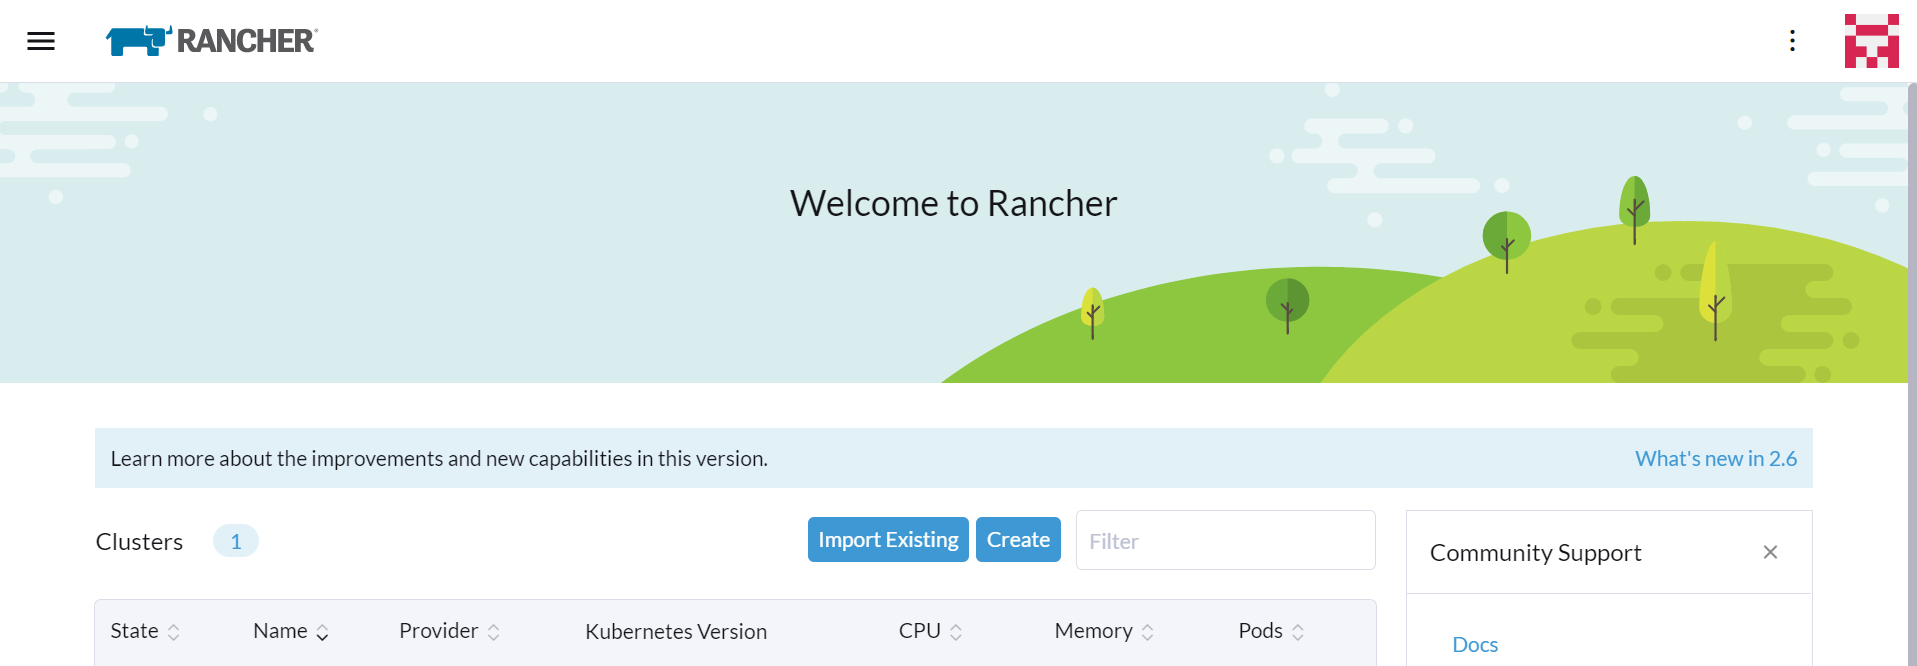 RANCHER®
Welcome to Rancher
Learn more about the improvements and new capabilities in this version.
What's new in 2.6
Clusters 1
Import Existing
Create
Filter
State Name Provider Kubernetes Version CPU Memory Pods
Community Support
Docs